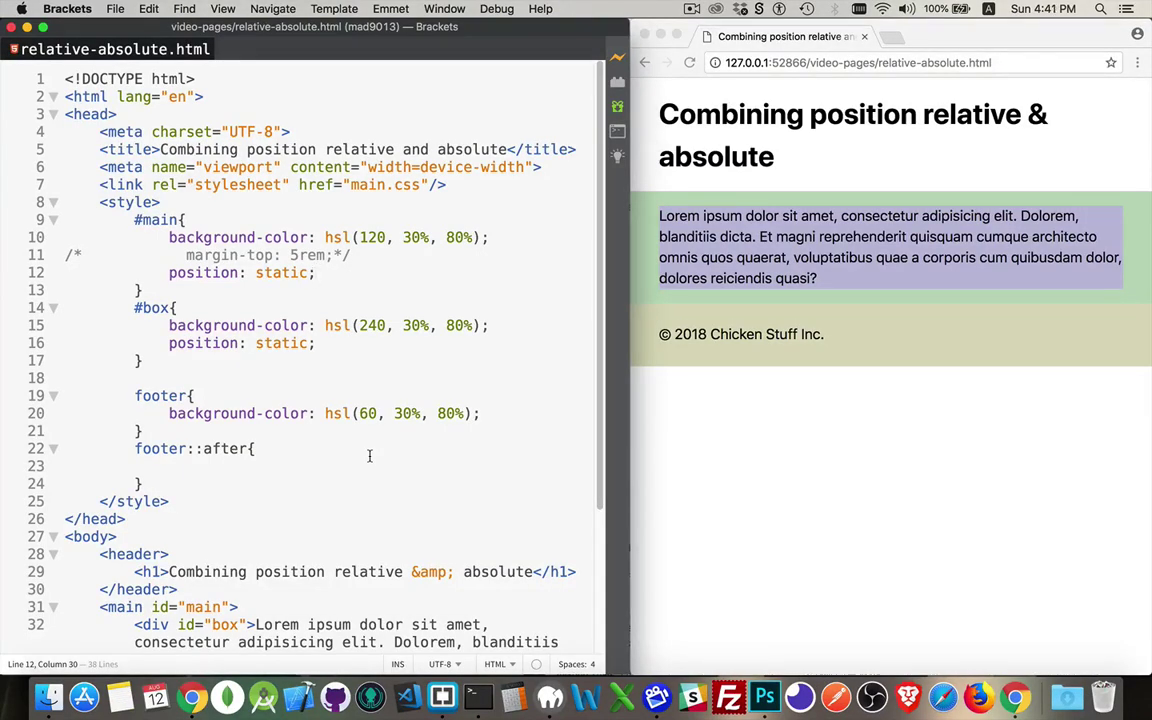 Brackets File Edit Find View Navigate Template Emmet Window Debug Help 100% A Sun 4:41 PM
video-pages/relative-absolute.html (mad9013) — Brackets
relative-absolute.html
1 <!DOCTYPE html>
2 <html lang="en">
3 <head>
4 <meta charset="UTF-8">
5 <title>Combining position relative and absolute</title>
6 <meta name="viewport" content="width=device-width">
7 <link rel="stylesheet" href="main.css"/>
8 <style>
9 #main{
10 background-color: hsl(120, 30%, 80%);
11 /* margin-top: 5rem;*/
12 position: static;
13 }
14 #box{
15 background-color: hsl(240, 30%, 80%);
16 position: static;
17 }
18
19 footer{
20 background-color: hsl(60, 30%, 80%);
21 }
22 footer::after{
23
24 }
25 </style>
26 </head>
27 <body>
28 <header>
29 <h1>Combining position relative &amp; absolute</h1>
30 </header>
31 <main id="main">
32 <div id="box">Lorem ipsum dolor sit amet,
consectetur adipisicing elit. Dolorem, blanditiis
Line 12, Column 30 — 38 Lines INS UTF-8 HTML Spaces: 4
Combining position relative an ×
127.0.0.1:52866/video-pages/relative-absolute.html
Combining position relative &
absolute
Lorem ipsum dolor sit amet, consectetur adipisicing elit. Dolorem,
blanditiis dicta. Et magni reprehenderit quisquam cumque architecto
omnis quos quaerat, voluptatibus quae a corporis cum quibusdam dolor,
dolores reiciendis quasi?
© 2018 Chicken Stuff Inc.
AUG
12
Fz
Ps